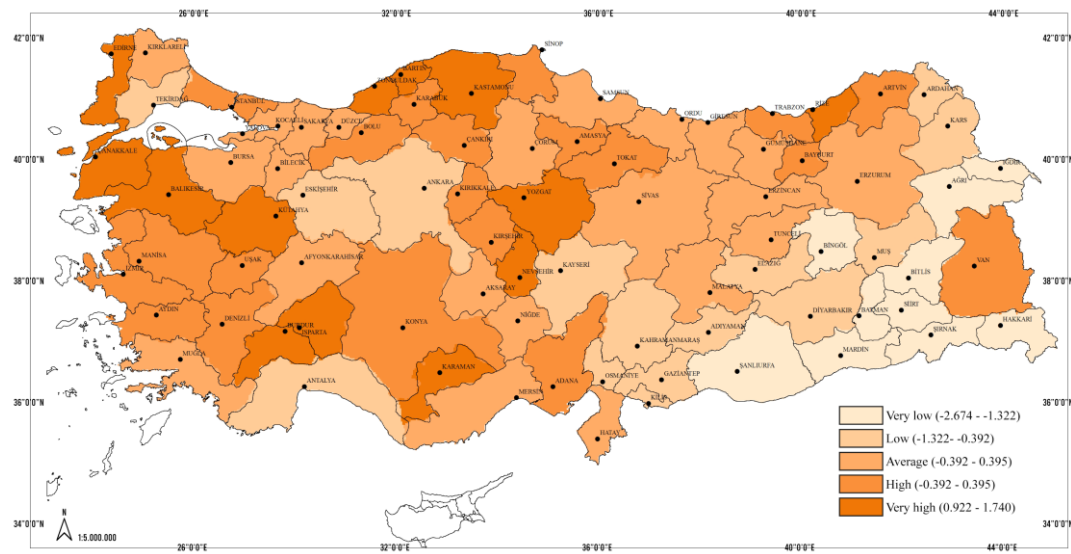 26°0'0"E 32°0'0"E 36°0'0"E 40°0'0"E 44°0'0"E
42°0'0"N 42°0'0"N
SİNOP
EDİRNE
KIRKLARELİ
BARTIN
ZONGULDAK
KASTAMONU
ARTVİN
ARDAHAN
TEKİRDAĞ
İSTANBUL
KARABÜK
SAMSUN
TRABZON
RİZE
ORDU
GİRESUN
KOCAELİ
SAKARYA
DÜZCE
BOLU
KARS
ÇANKIRI
ÇORUM
AMASYA
GÜMÜŞHANE
ÇANAKKALE
BURSA
BİLECİK
TOKAT
BAYBURT
40°0'0"N 40°0'0"N
IĞDIR
BALIKESİR
ESKİŞEHİR
ANKARA
KIRIKKALE
YOZGAT
SİVAS
ERZİNCAN
ERZURUM
AĞRI
KÜTAHYA
KIRŞEHİR
TUNCELİ
MANİSA
UŞAK
AFYONKARAHİSAR
BİNGÖL
MUŞ
VAN
İZMİR
NEVŞEHİR
KAYSERİ
ELAZIĞ
BİTLİS
38°0'0"N 38°0'0"N
AKSARAY
MALATYA
AYDIN
DENİZLİ
BURDUR
ISPARTA
KONYA
NİĞDE
DİYARBAKIR
BATMAN
SİİRT
HAKKARİ
ADIYAMAN
ŞIRNAK
MUĞLA
KAHRAMANMARAŞ
MARDİN
ANTALYA
KARAMAN
MERSİN
ADANA
OSMANİYE
GAZİANTEP
ŞANLIURFA
KİLİS
36°0'0"N 36°0'0"N
HATAY
Very low (-2.674 - -1.322)
Low (-1.322- -0.392)
Average (-0.392 - 0.395)
High (-0.392 - 0.395)
Very high (0.922 - 1.740)
34°0'0"N 34°0'0"N
N
1:5.000.000
26°0'0"E 32°0'0"E 36°0'0"E 40°0'0"E 44°0'0"E